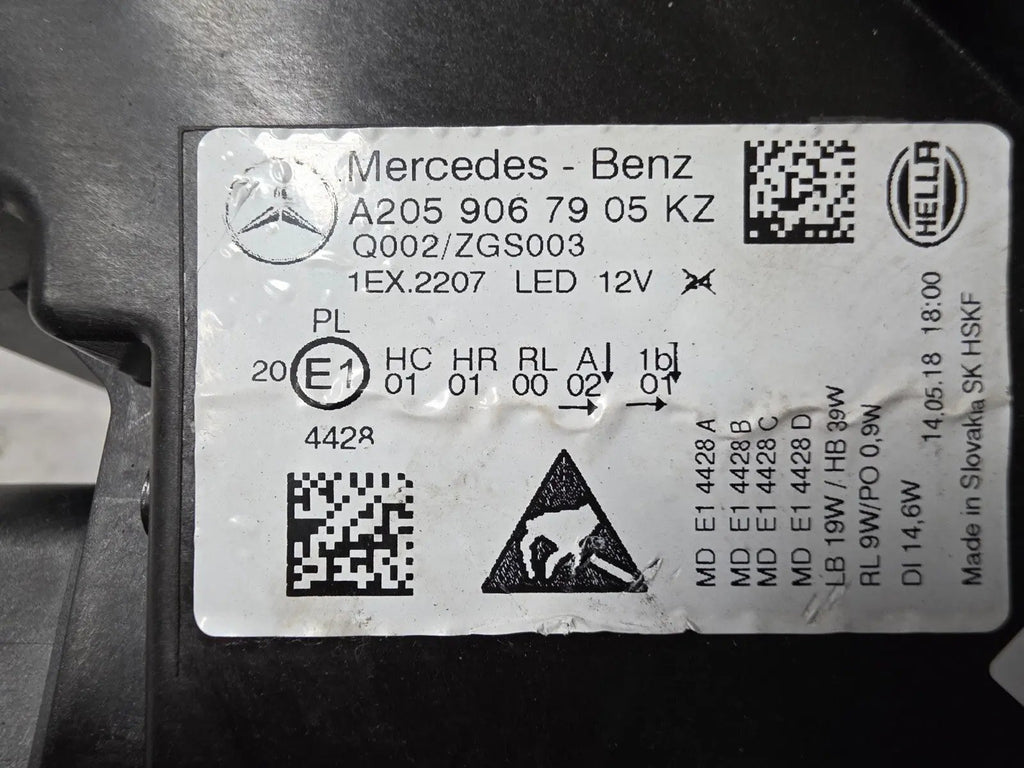 Mercedes - Benz
A205 906 79 05 KZ
Q002/ZGS003
1EX.2207 LED 12V 24
HELLA
PL
20 E1 HC HR RL A 1b
01 01 00 02 01
4428
MD E1 4428 A
MD E1 4428 B
MD E1 4428 C
MD E1 4428 D
LB 19W / HB 39W
RL 9W/PO 0,9W
DI 14,6W
14.05.18 18:00
Made in Slovakia SK HSKF